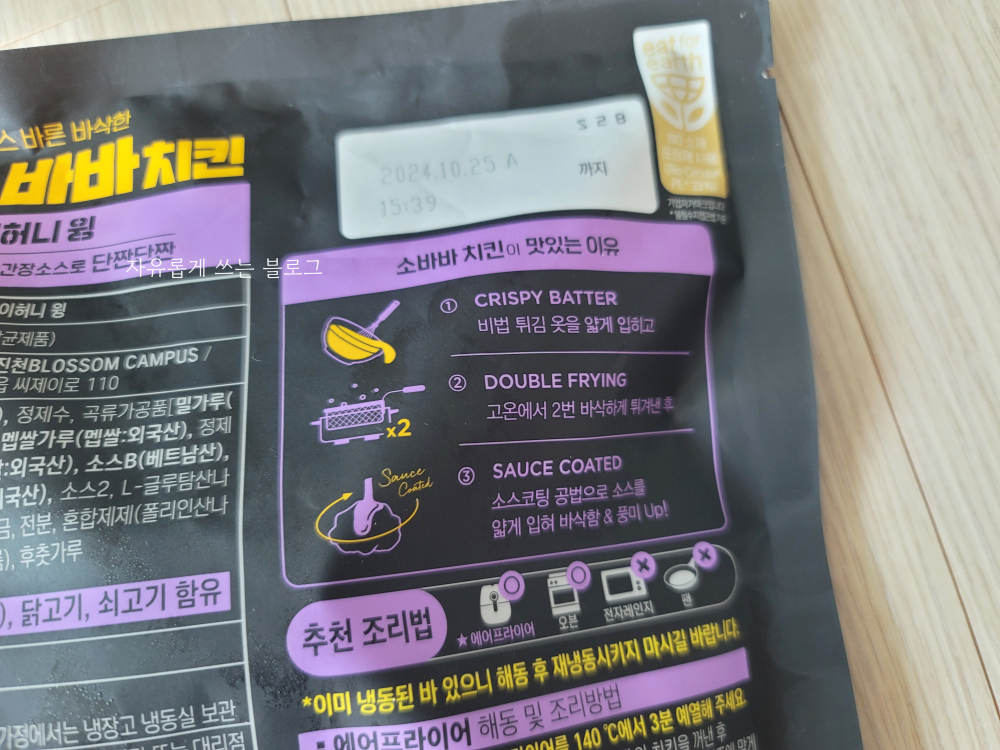 스 바른 바삭한
바바치킨
허니 윙
간장소스로 단짠단짠
자유롭게 쓰는 블로그
이허니 윙
균제품)
진천BLOSSOM CAMPUS /
씨제이로 110
, 정제수, 곡류가공품[밀가루(
멥쌀가루(멥쌀:외국산), 정제
:외국산), 소스B(베트남산),
국산), 소스2, L-글루탐산나
금, 전분, 혼합제제(폴리인산나
), 후춧가루
), 닭고기, 쇠고기 함유
가정에서는 냉장고 냉동실 보관
또는 대리점
eat for
earth
S2B
2024.10.25 A
까지
15:39
소바바 치킨이 맛있는 이유
① CRISPY BATTER
비법 튀김 옷을 얇게 입히고
② DOUBLE FRYING
고온에서 2번 바삭하게 튀겨낸 후
x2
③ SAUCE COATED
Sauce
Coated
소스코팅 공법으로 소스를
얇게 입혀 바삭함 & 풍미 Up!
추천 조리법
★에어프라이어
오븐
전자레인지
팬
*이미 냉동된 바 있으니 해동 후 재냉동시키지 마시길 바랍니다.
에어프라이어 해동 및 조리방법
140 ℃에서 3분 예열해 주세요.
치킨을 꺼낸 후